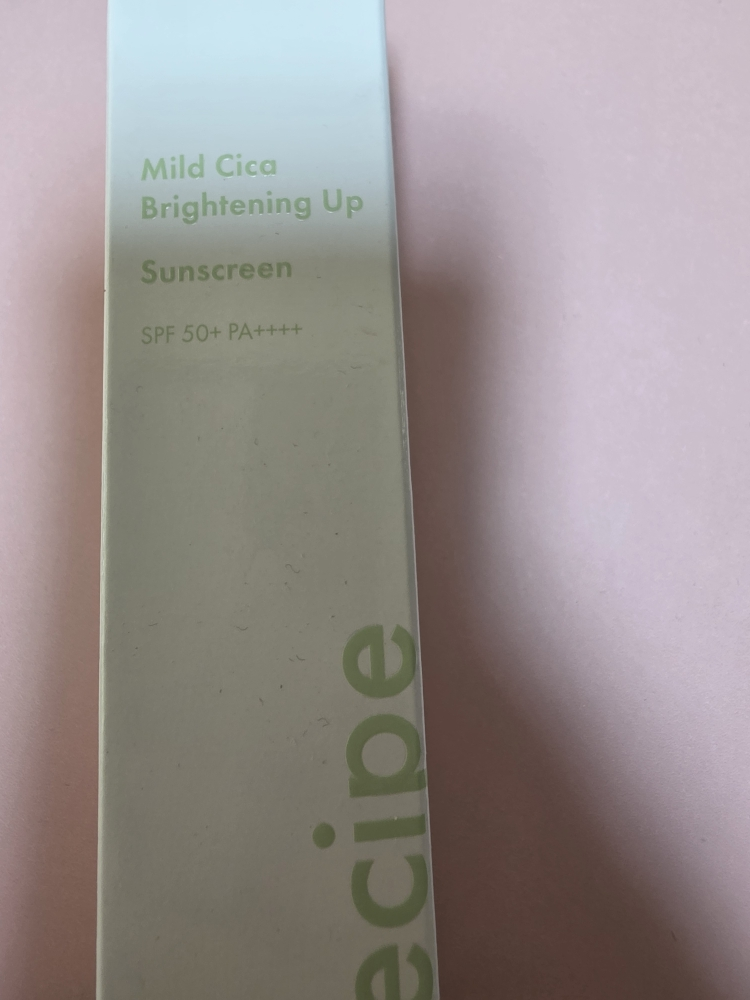 Mild Cica
Brightening Up
Sunscreen
SPF 50+ PA++++
ecipe